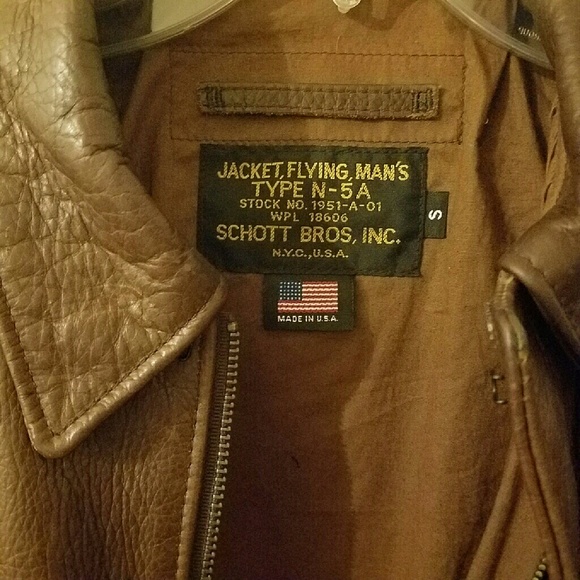 JACKET, FLYING, MAN'S
TYPE N-5A
STOCK NO. 1951-A-01
WPL 18606
SCHOTT BROS, INC.
N.Y.C., U.S.A.
S
MADE IN U.S.A.